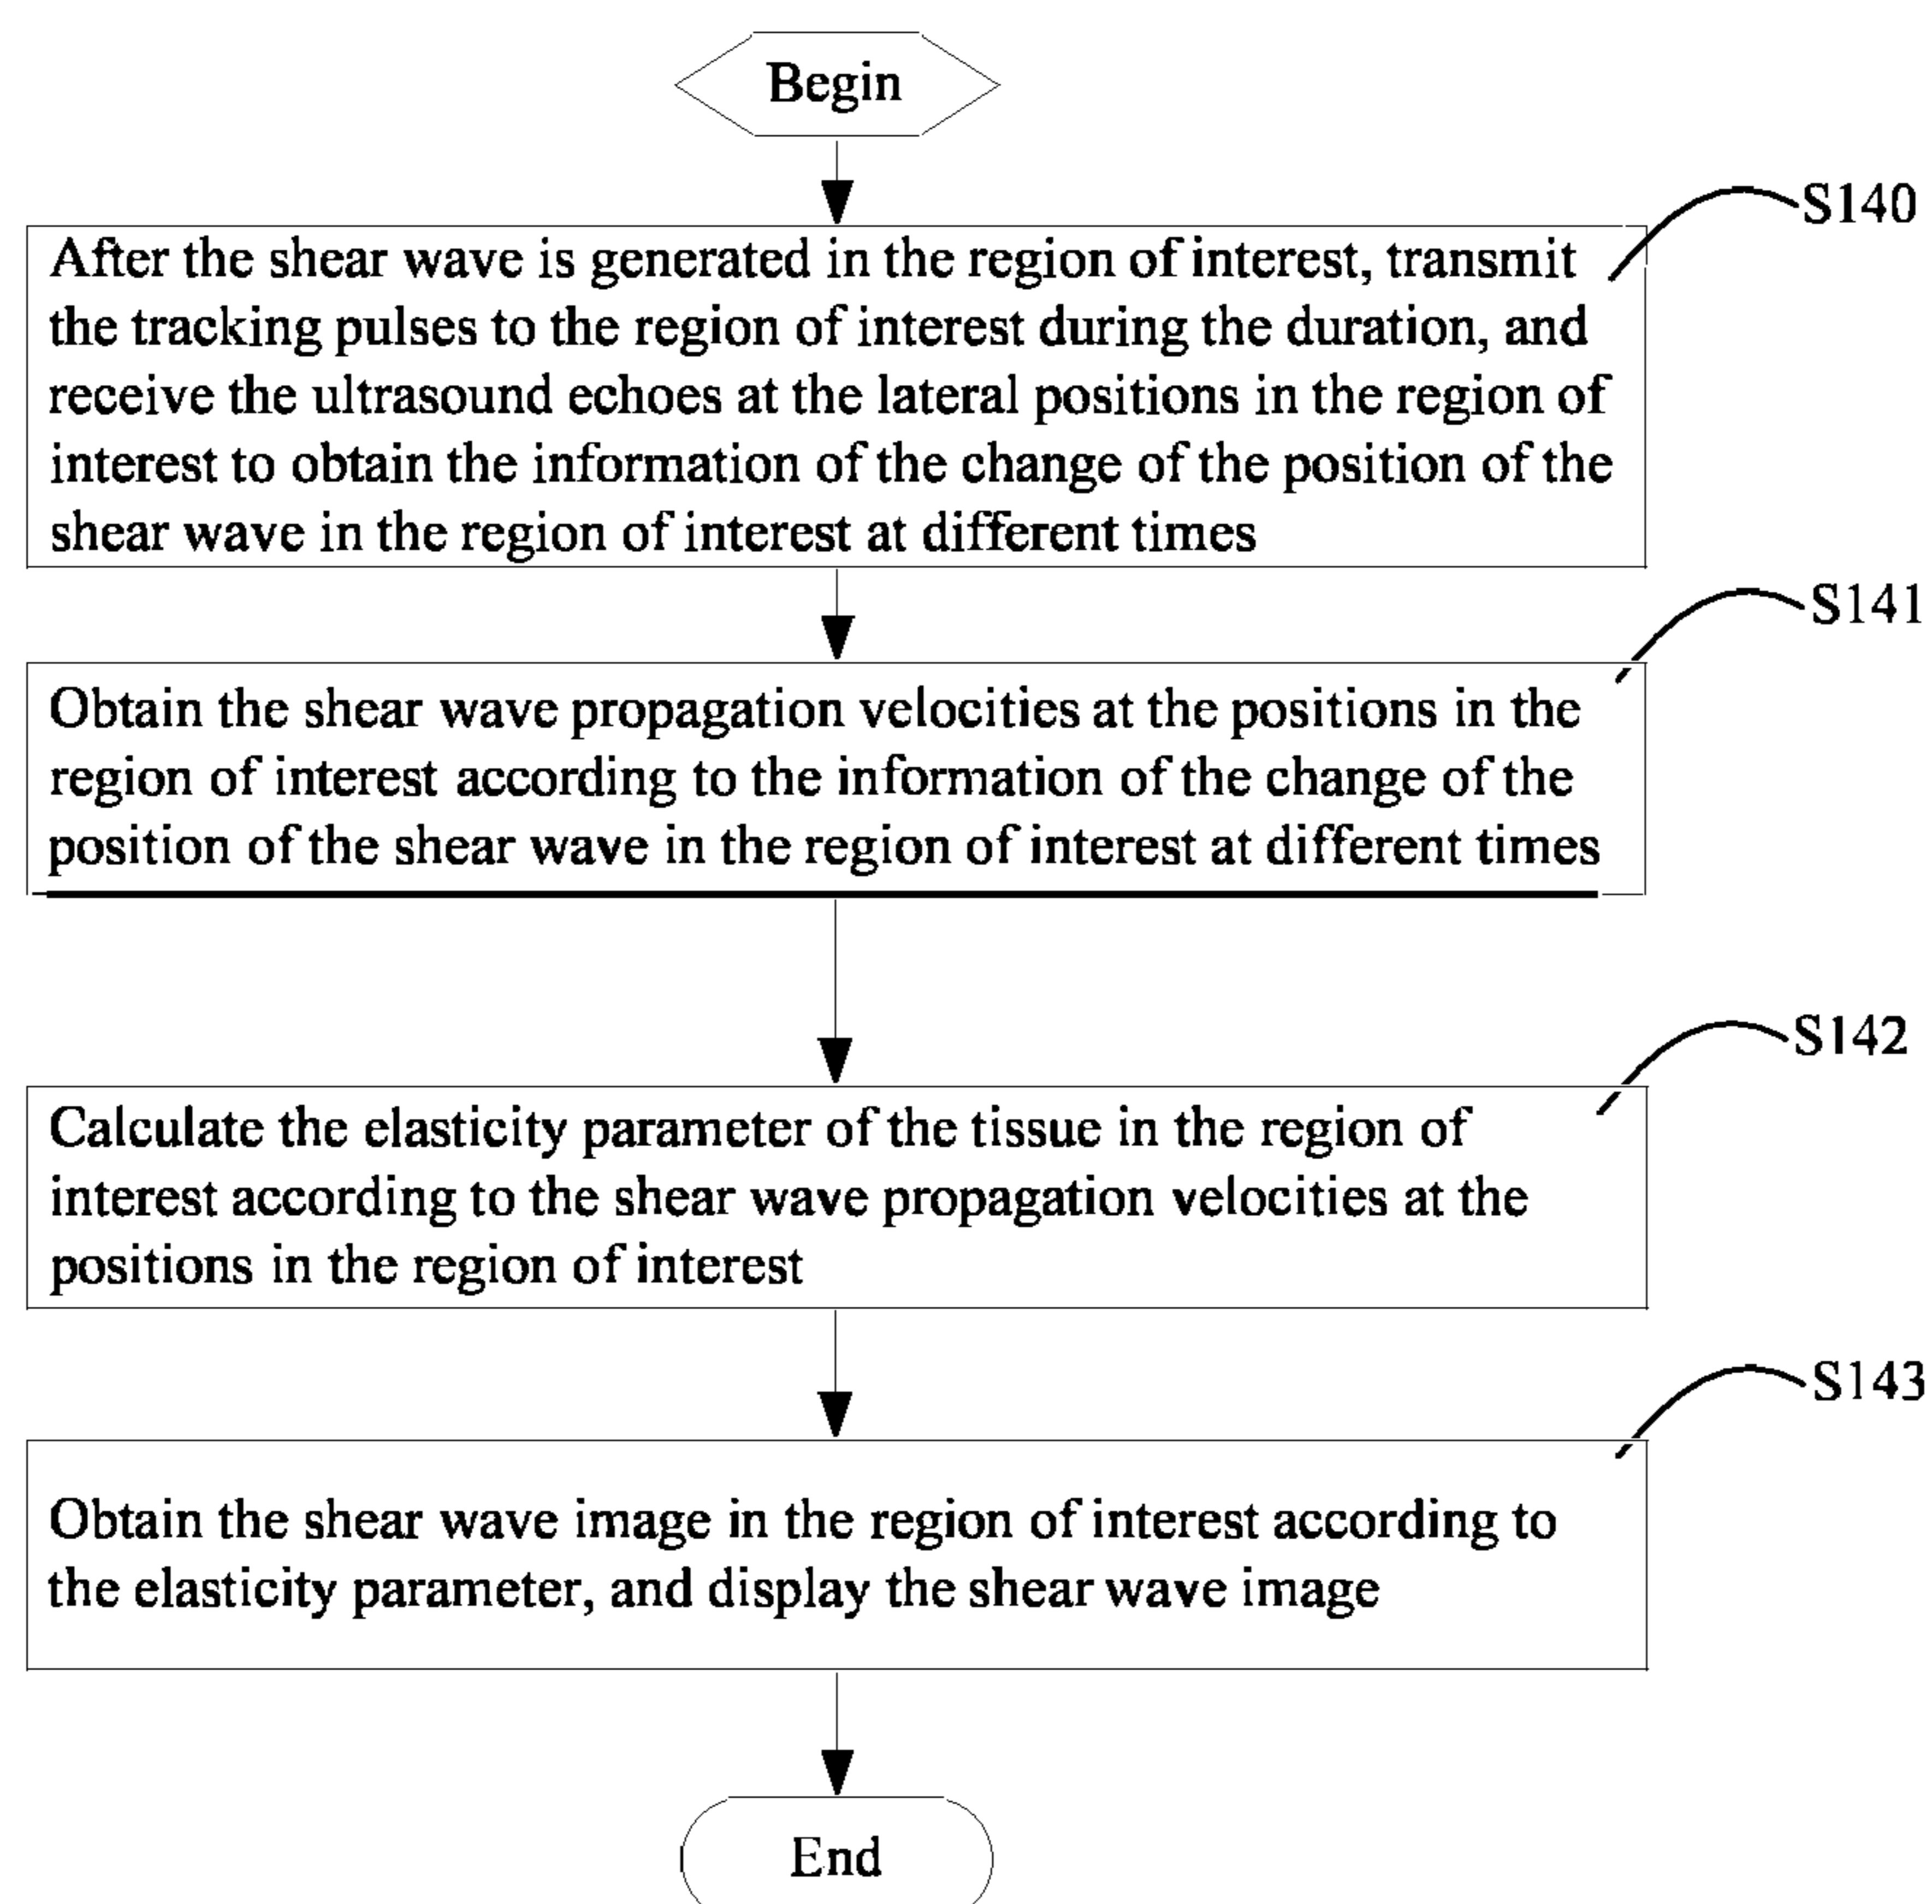 Begin
S140
After the shear wave is generated in the region of interest, transmit
the tracking pulses to the region of interest during the duration, and
receive the ultrasound echoes at the lateral positions in the region of
interest to obtain the information of the change of the position of the
shear wave in the region of interest at different times
S141
Obtain the shear wave propagation velocities at the positions in the
region of interest according to the information of the change of the
position of the shear wave in the region of interest at different times
S142
Calculate the elasticity parameter of the tissue in the region of
interest according to the shear wave propagation velocities at the
positions in the region of interest
S143
Obtain the shear wave image in the region of interest according to
the elasticity parameter, and display the shear wave image
End